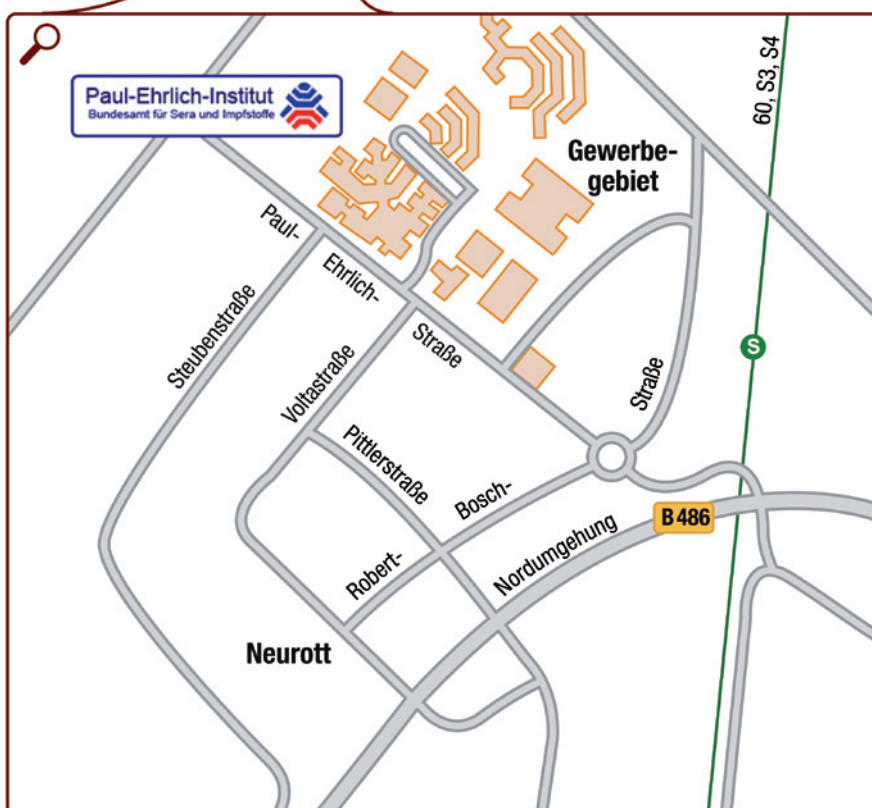 60, S3, S4
Paul-Ehrlich-Institut
Bundesamt für Sera und Impfstoffe
Gewerbe-
gebiet
Paul-
Ehrlich-
Straße
Steubenstraße
Voltastraße
S
Straße
Pittlerstraße
Bosch-
Robert-
Nordumgehung
B 486
Neurott